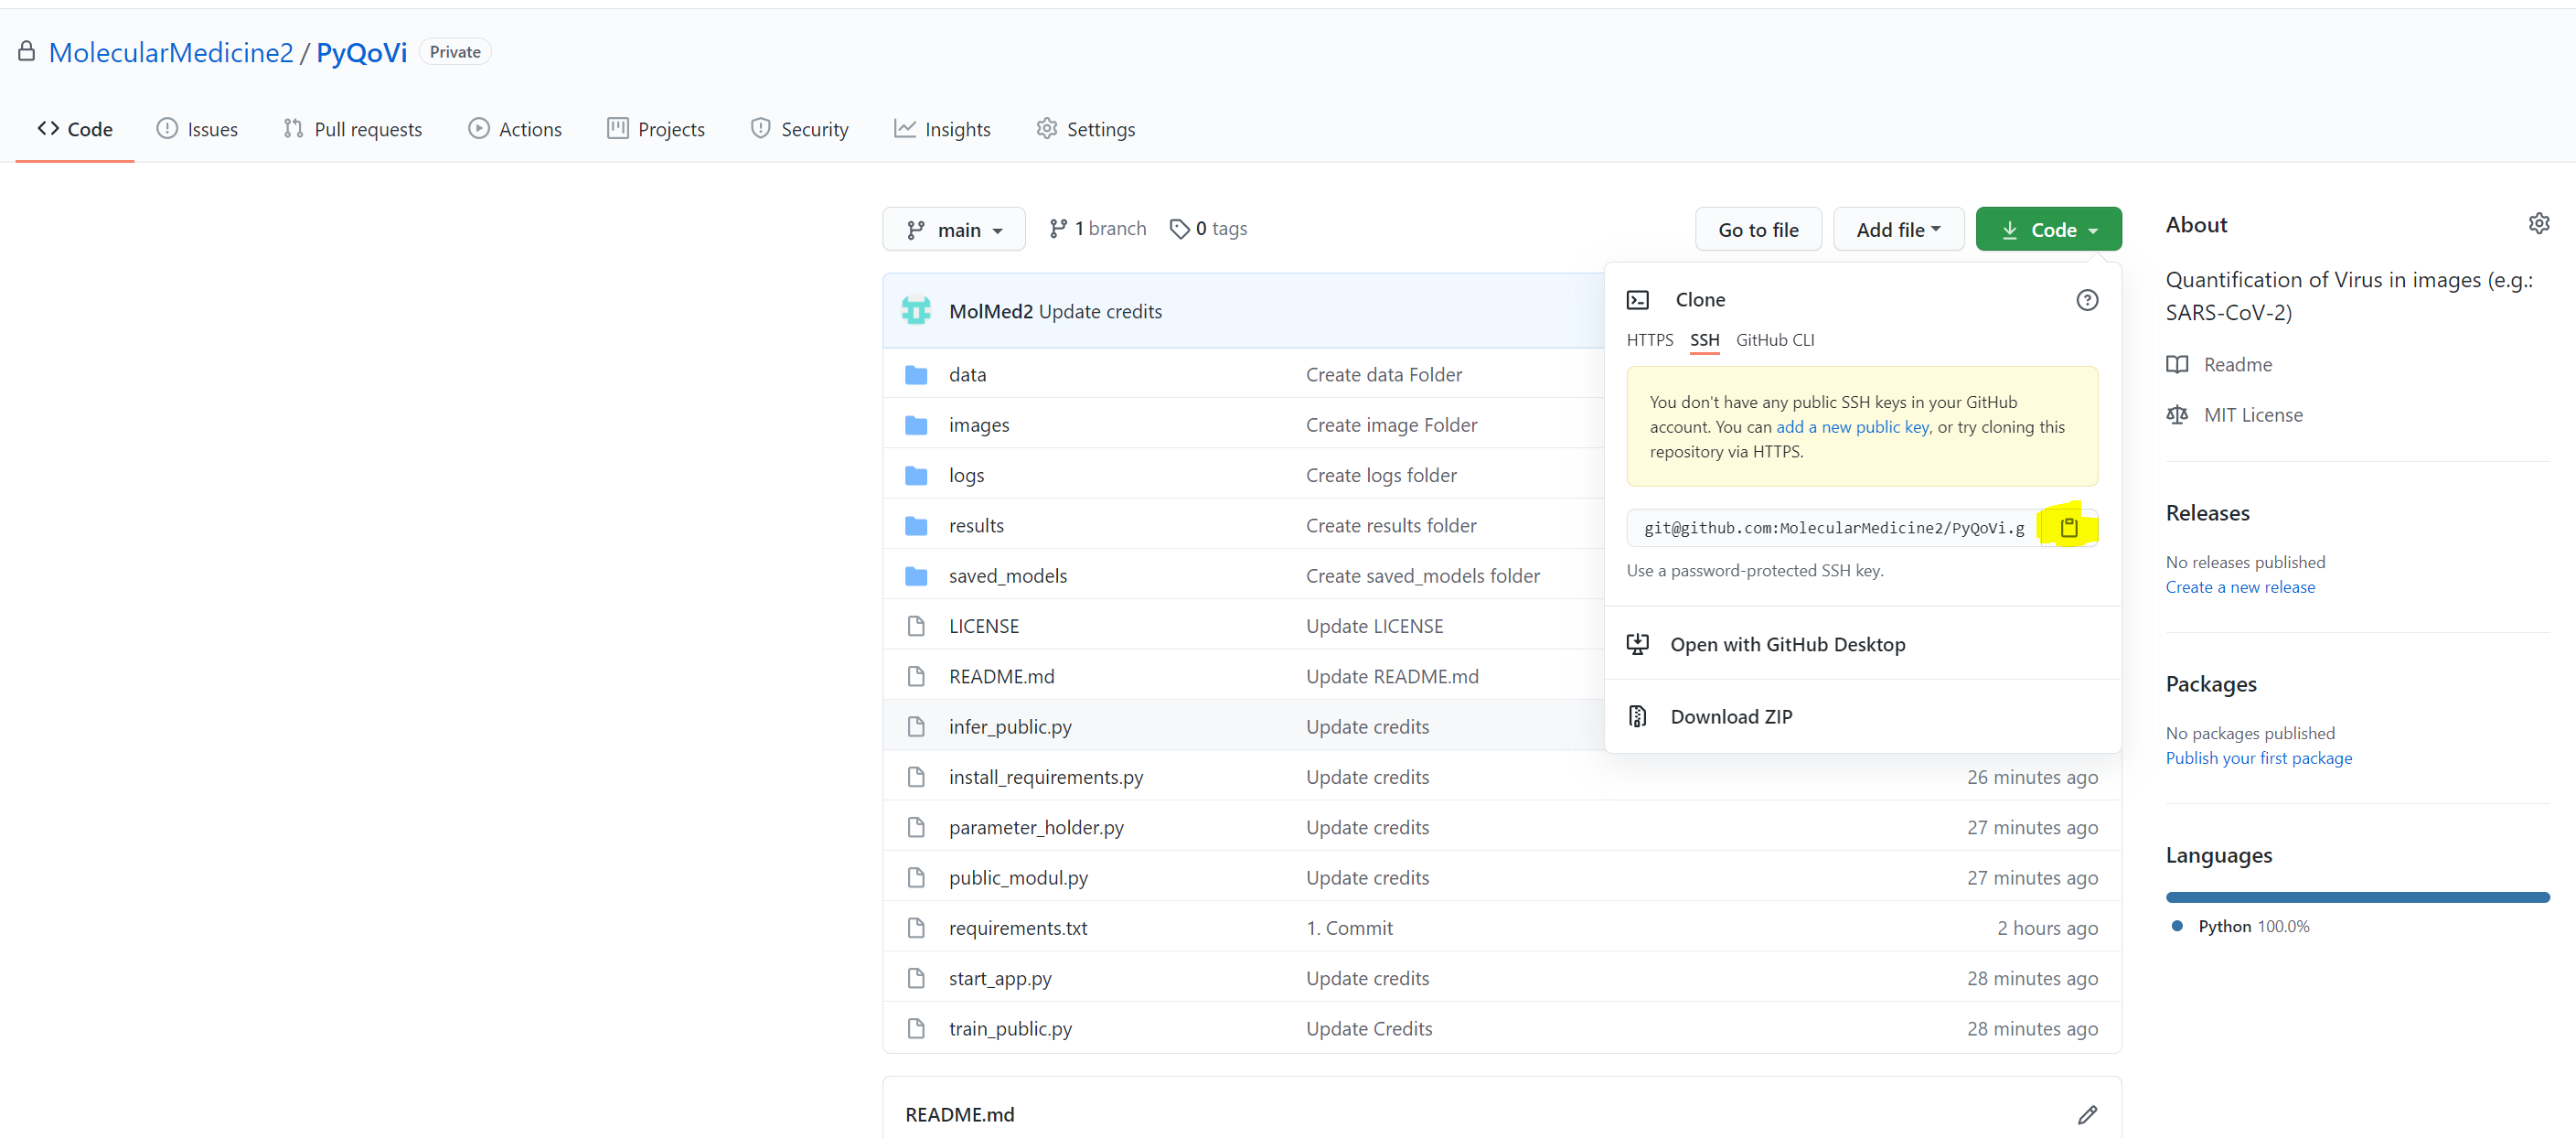 MolecularMedicine2 / PyQoVi Private
Code Issues Pull requests Actions Projects Security Insights Settings
main 1 branch 0 tags Go to file Add file Code
MolMed2 Update credits
data Create data Folder
images Create image Folder
logs Create logs folder
results Create results folder
saved_models Create saved_models folder
LICENSE Update LICENSE
README.md Update README.md
infer_public.py Update credits
install_requirements.py Update credits 26 minutes ago
parameter_holder.py Update credits 27 minutes ago
public_modul.py Update credits 27 minutes ago
requirements.txt 1. Commit 2 hours ago
start_app.py Update credits 28 minutes ago
train_public.py Update Credits 28 minutes ago
README.md
Clone
HTTPS SSH GitHub CLI
You don't have any public SSH keys in your GitHub
account. You can add a new public key, or try cloning this
repository via HTTPS.
git@github.com:MolecularMedicine2/PyQoVi.g
Use a password-protected SSH key.
Open with GitHub Desktop
Download ZIP
About
Quantification of Virus in images (e.g.:
SARS-CoV-2)
Readme
MIT License
Releases
No releases published
Create a new release
Packages
No packages published
Publish your first package
Languages
Python 100.0%